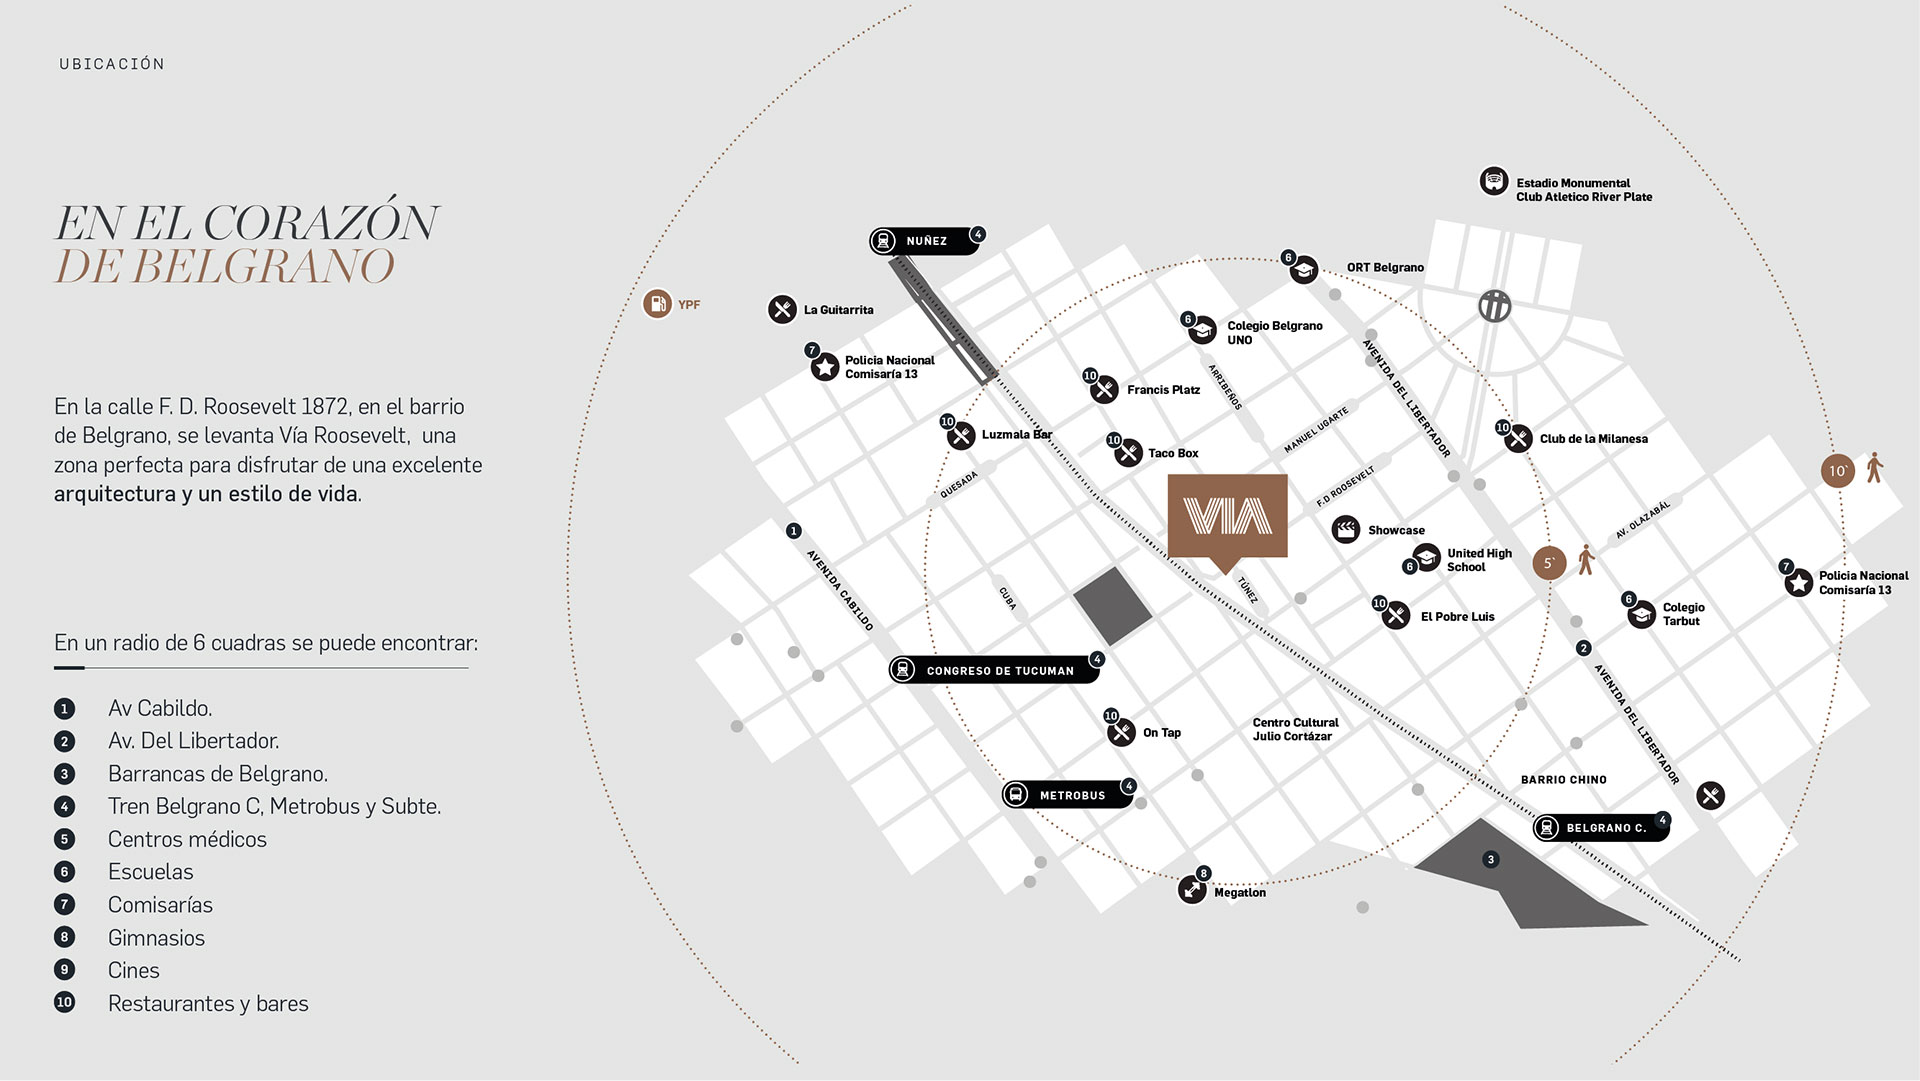 UBICACIÓN
EN EL CORAZÓN
DE BELGRANO
En la calle F. D. Roosevelt 1872, en el barrio
de Belgrano, se levanta Vía Roosevelt, una
zona perfecta para disfrutar de una excelente
arquitectura y un estilo de vida.
En un radio de 6 cuadras se puede encontrar:
1 Av Cabildo.
2 Av. Del Libertador.
3 Barrancas de Belgrano.
4 Tren Belgrano C, Metrobus y Subte.
5 Centros médicos
6 Escuelas
7 Comisarías
8 Gimnasios
9 Cines
10 Restaurantes y bares
Estadio Monumental
Club Atletico River Plate
NUÑEZ 4
6 ORT Belgrano
YPF
La Guitarrita
6 Colegio Belgrano
UNO
7 Policia Nacional
Comisaría 13
10 Francis Platz
ARRIBEÑOS
AVENIDA DEL LIBERTADOR
MANUEL UGARTE
10 Luzmala Bar
10 Taco Box
10 Club de la Milanesa
10`
QUESADA
F.D ROOSEVELT
VIA
AV. OLAZABÁL
1
AVENIDA CABILDO
Showcase
6 United High
School
5`
7 Policia Nacional
Comisaría 13
CUBA
TÚNEZ
10 El Pobre Luis
6 Colegio
Tarbut
2
AVENIDA DEL LIBERTADOR
CONGRESO DE TUCUMAN 4
10 On Tap
Centro Cultural
Julio Cortázar
BARRIO CHINO
METROBUS 4
BELGRANO C. 4
3
8 Megatlon